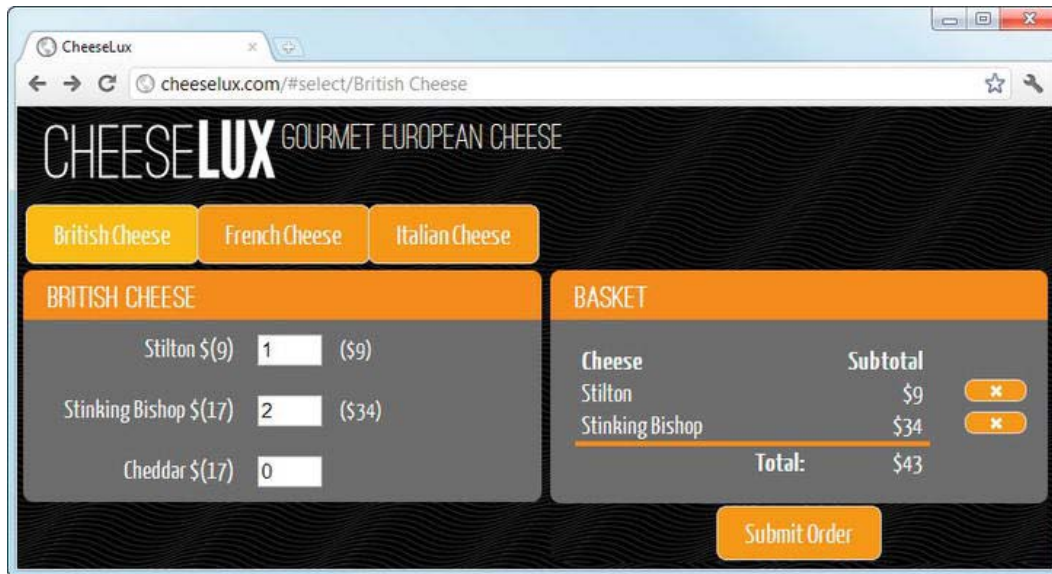 CheeseLux
cheeselux.com/#select/British Cheese
CHEESELUX GOURMET EUROPEAN CHEESE
British Cheese French Cheese Italian Cheese
BRITISH CHEESE
Stilton $(9) 1 ($9)
Stinking Bishop $(17) 2 ($34)
Cheddar $(17) 0
BASKET
Cheese Subtotal
Stilton $9
Stinking Bishop $34
Total: $43
Submit Order